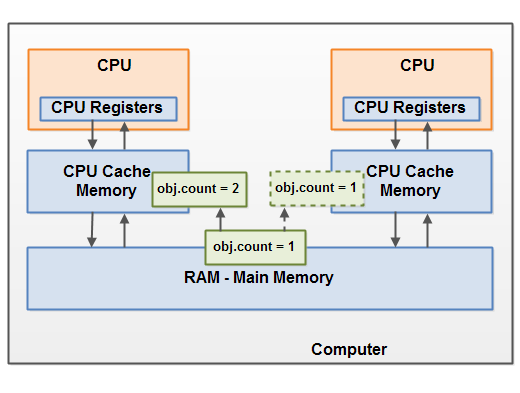 CPU
CPU
CPU Registers
CPU Registers
CPU Cache
Memory
CPU Cache
Memory
obj.count = 2
obj.count = 1
obj.count = 1
RAM - Main Memory
Computer